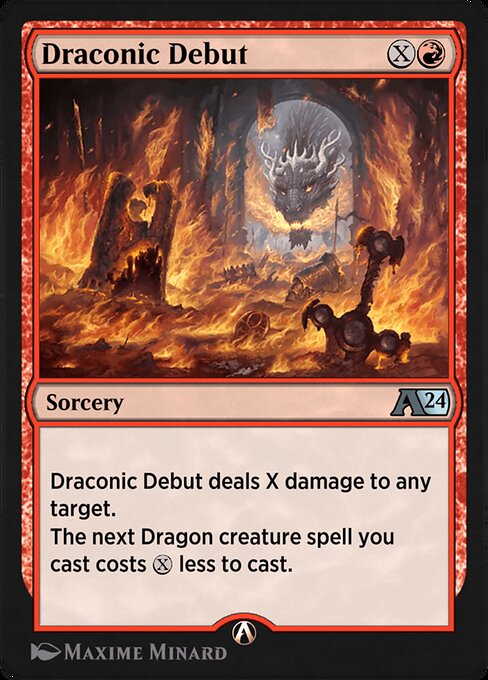 Draconic Debut X
Sorcery A24
Draconic Debut deals X damage to any
target.
The next Dragon creature spell you
cast costs X less to cast.
MAXIME MINARD